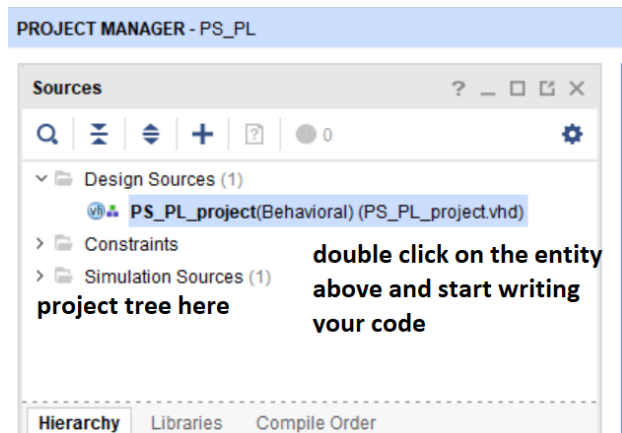 PROJECT MANAGER - PS_PL
Sources
? _
0
Design Sources (1)
PS_PL_project(Behavioral) (PS_PL_project.vhd)
Constraints
Simulation Sources (1)
project tree here
double click on the entity
above and start writing
your code
Hierarchy Libraries Compile Order